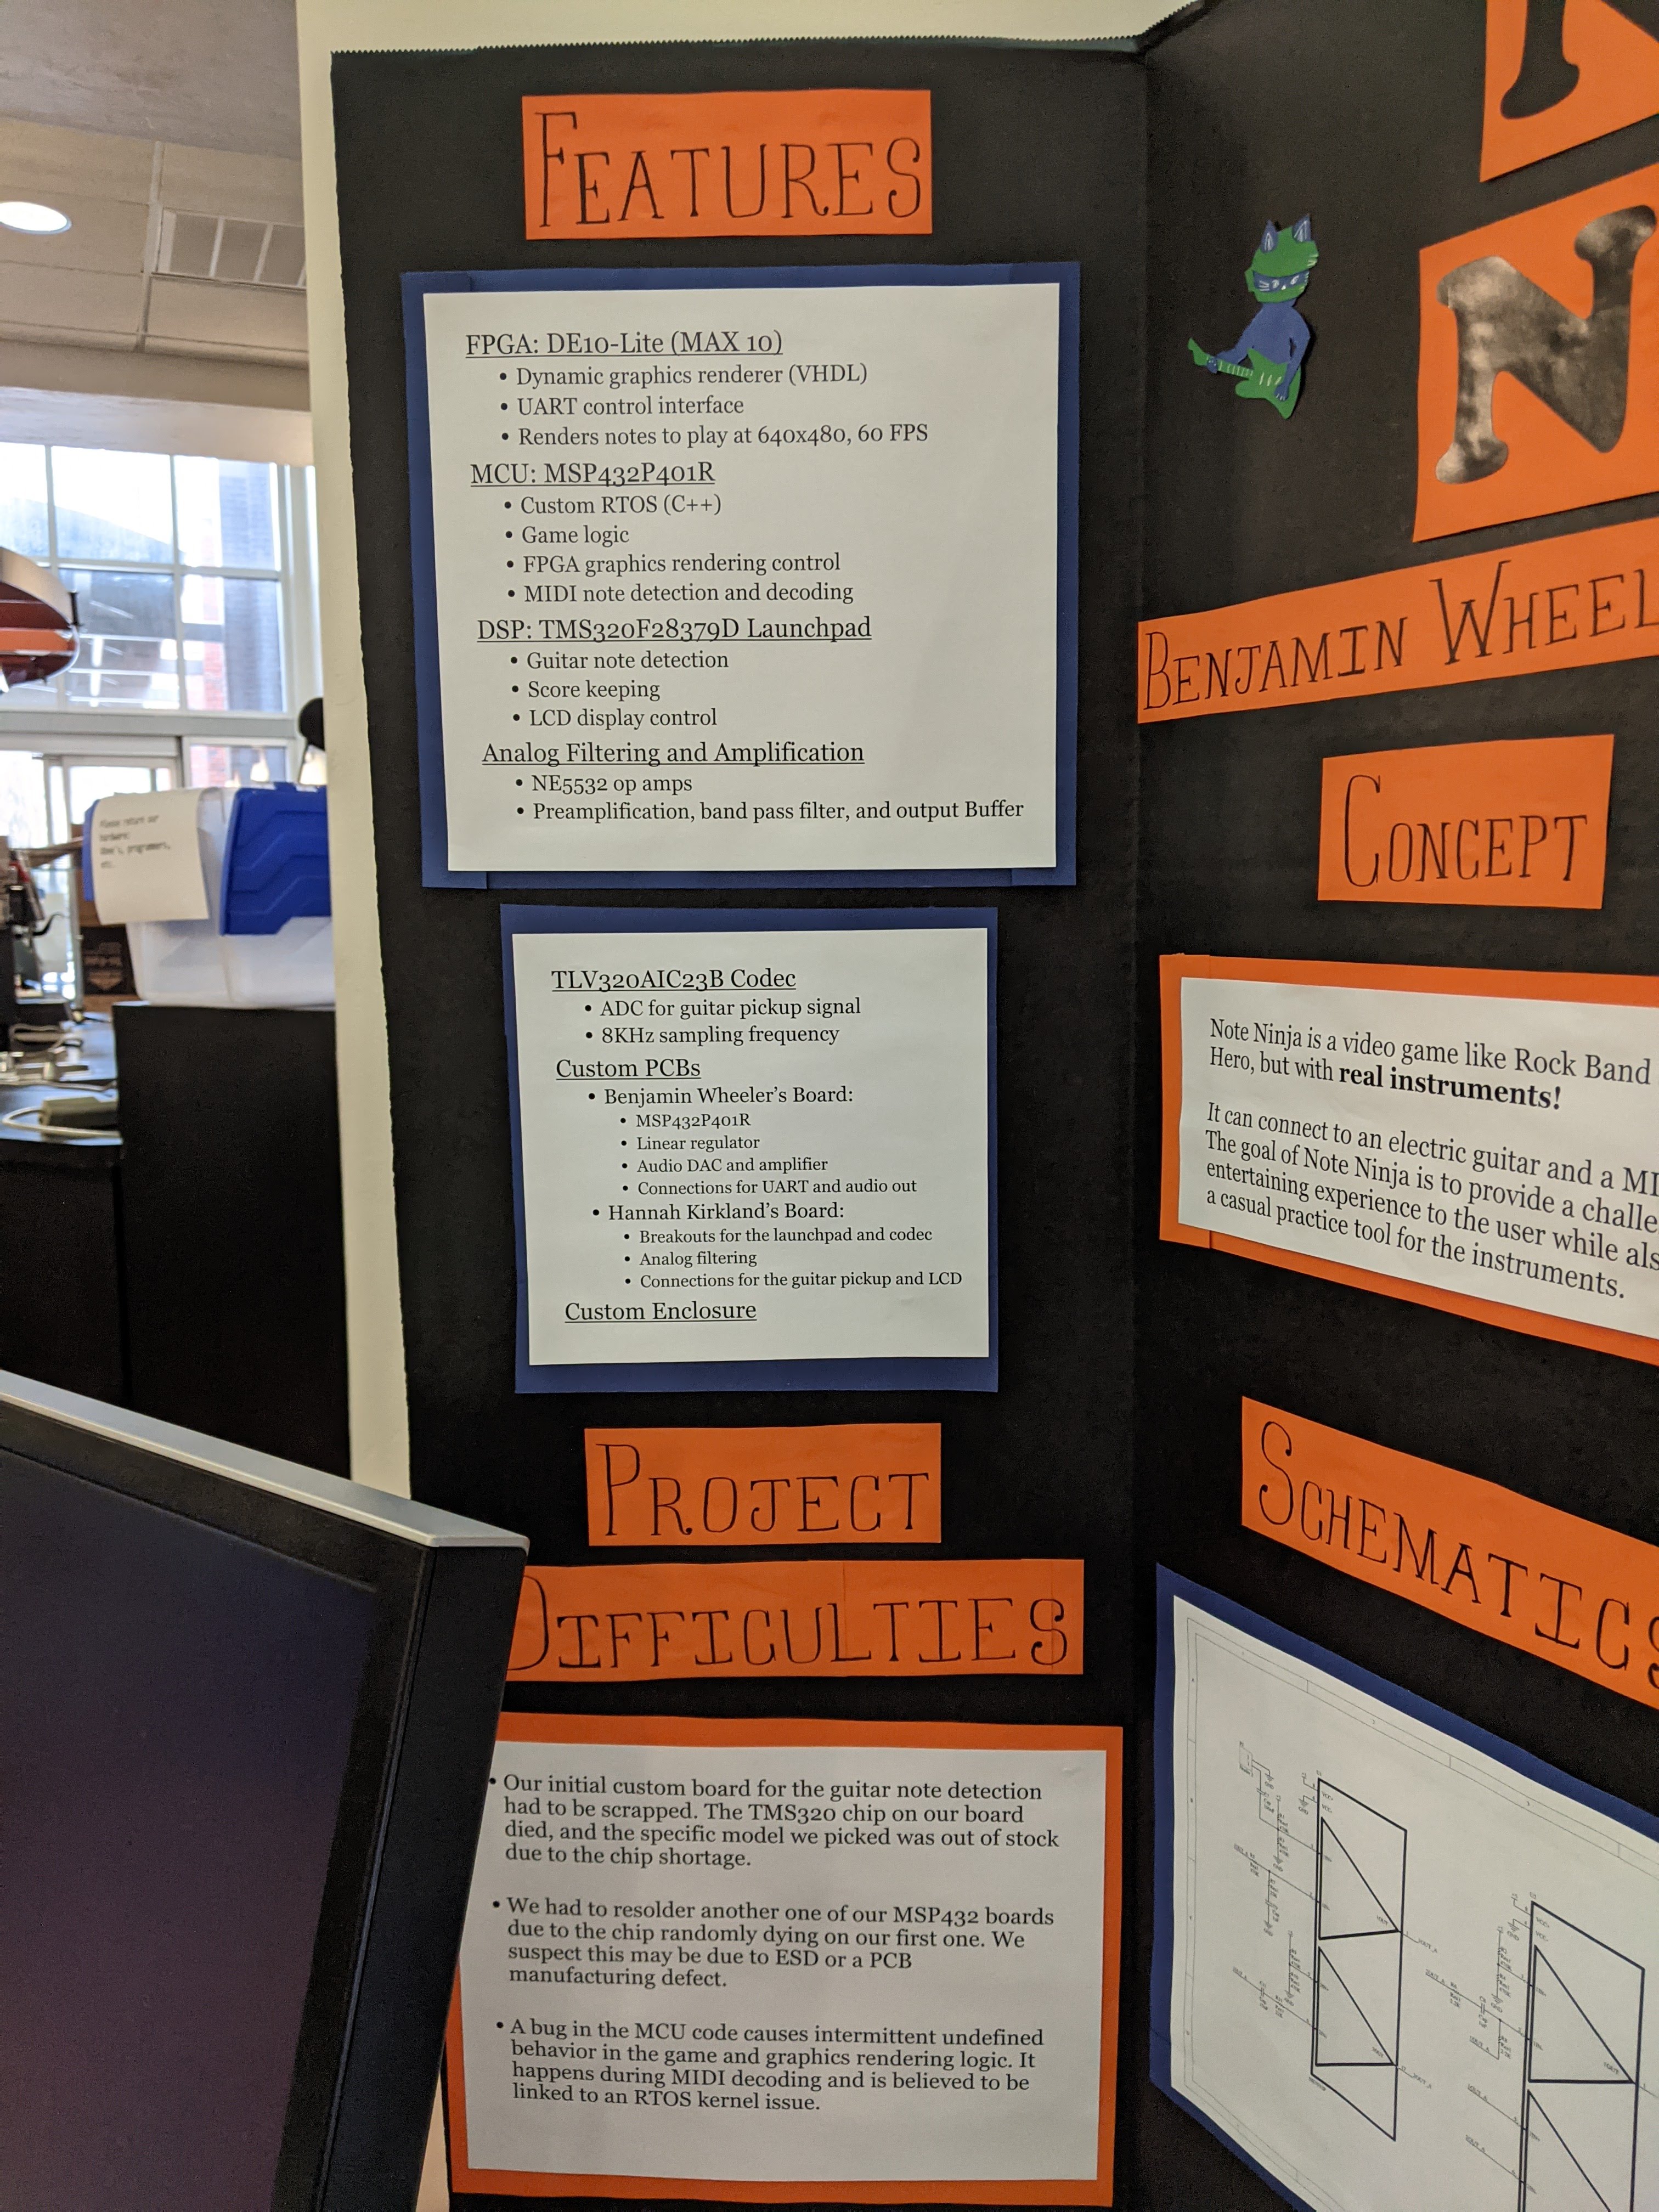 FEATURES
FPGA: DE10-Lite (MAX 10)
• Dynamic graphics renderer (VHDL)
• UART control interface
• Renders notes to play at 640x480, 60 FPS
MCU: MSP432P401R
• Custom RTOS (C++)
• Game logic
• FPGA graphics rendering control
• MIDI note detection and decoding
DSP: TMS320F28379D Launchpad
• Guitar note detection
• Score keeping
• LCD display control
Analog Filtering and Amplification
• NE5532 op amps
• Preamplification, band pass filter, and output Buffer
TLV320AIC23B Codec
• ADC for guitar pickup signal
• 8KHz sampling frequency
Custom PCBs
• Benjamin Wheeler's Board:
• MSP432P401R
• Linear regulator
• Audio DAC and amplifier
• Connections for UART and audio out
• Hannah Kirkland's Board:
• Breakouts for the launchpad and codec
• Analog filtering
• Connections for the guitar pickup and LCD
Custom Enclosure
PROJECT
DIFFICULTIES
• Our initial custom board for the guitar note detection
had to be scrapped. The TMS320 chip on our board
died, and the specific model we picked was out of stock
due to the chip shortage.
• We had to resolder another one of our MSP432 boards
due to the chip randomly dying on our first one. We
suspect this may be due to ESD or a PCB
manufacturing defect.
• A bug in the MCU code causes intermittent undefined
behavior in the game and graphics rendering logic. It
happens during MIDI decoding and is believed to be
linked to an RTOS kernel issue.
N
N
BENJAMIN WHEEL
CONCEPT
Note Ninja is a video game like Rock Band
Hero, but with real instruments!
It can connect to an electric guitar and a MI
The goal of Note Ninja is to provide a challe
entertaining experience to the user while als
a casual practice tool for the instruments.
SCHEMATICS
Please return our
hardware:
programmers,
etc.